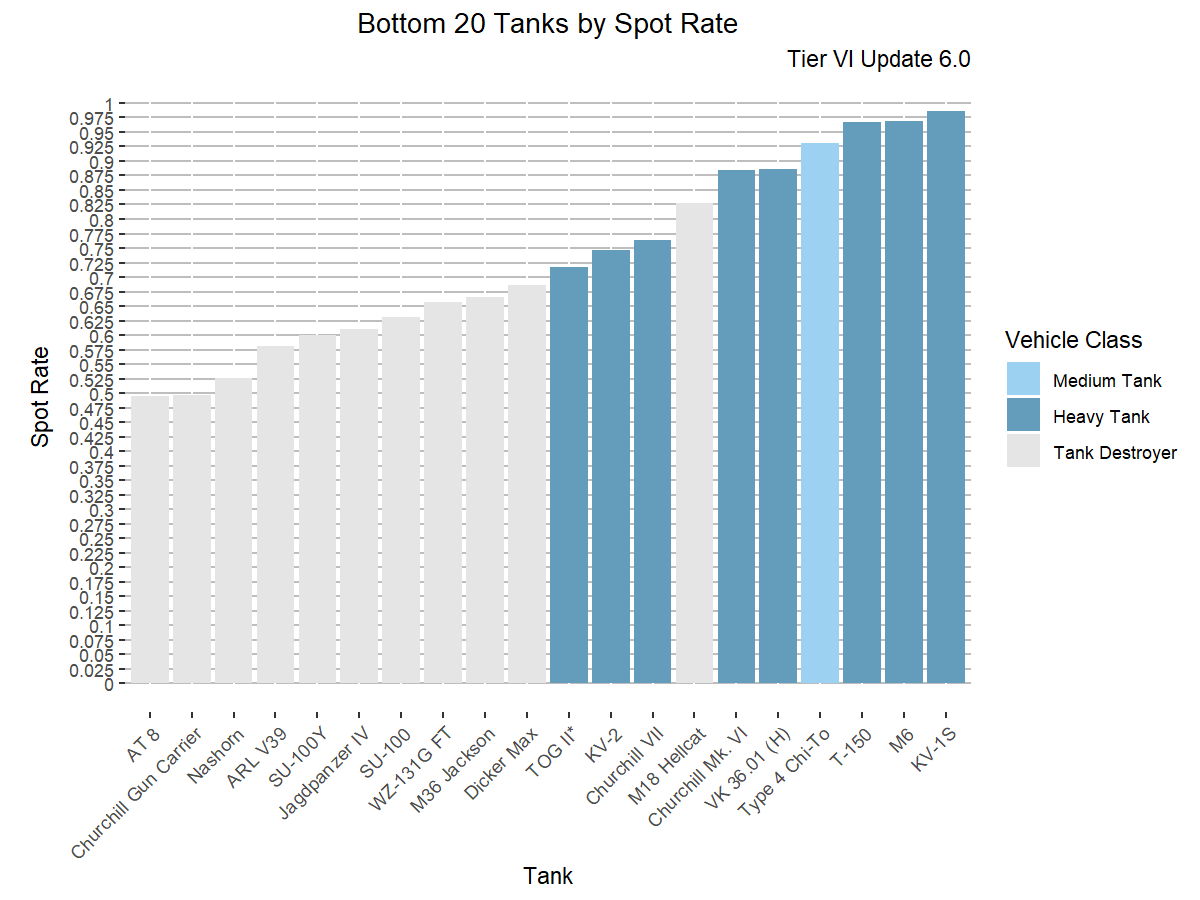 Bottom 20 Tanks by Spot Rate
Tier VI Update 6.0
1
0.975
0.95
0.925
0.9
0.875
0.85
0.825
0.8
0.775
0.75
0.725
0.7
0.675
0.65
0.625
0.6
0.575
0.55
0.525
0.5
0.475
0.45
0.425
0.4
0.375
0.35
0.325
0.3
0.275
0.25
0.225
0.2
0.175
0.15
0.125
0.1
0.075
0.05
0.025
0
Spot Rate
AT 8
Churchill Gun Carrier
Nashorn
ARL V39
SU-100Y
Jagdpanzer IV
SU-100
WZ-131G FT
M36 Jackson
Dicker Max
TOG II*
KV-2
Churchill VII
M18 Hellcat
Churchill Mk. VI
VK 36.01 (H)
Type 4 Chi-To
T-150
M6
KV-1S
Tank
Vehicle Class
Medium Tank
Heavy Tank
Tank Destroyer